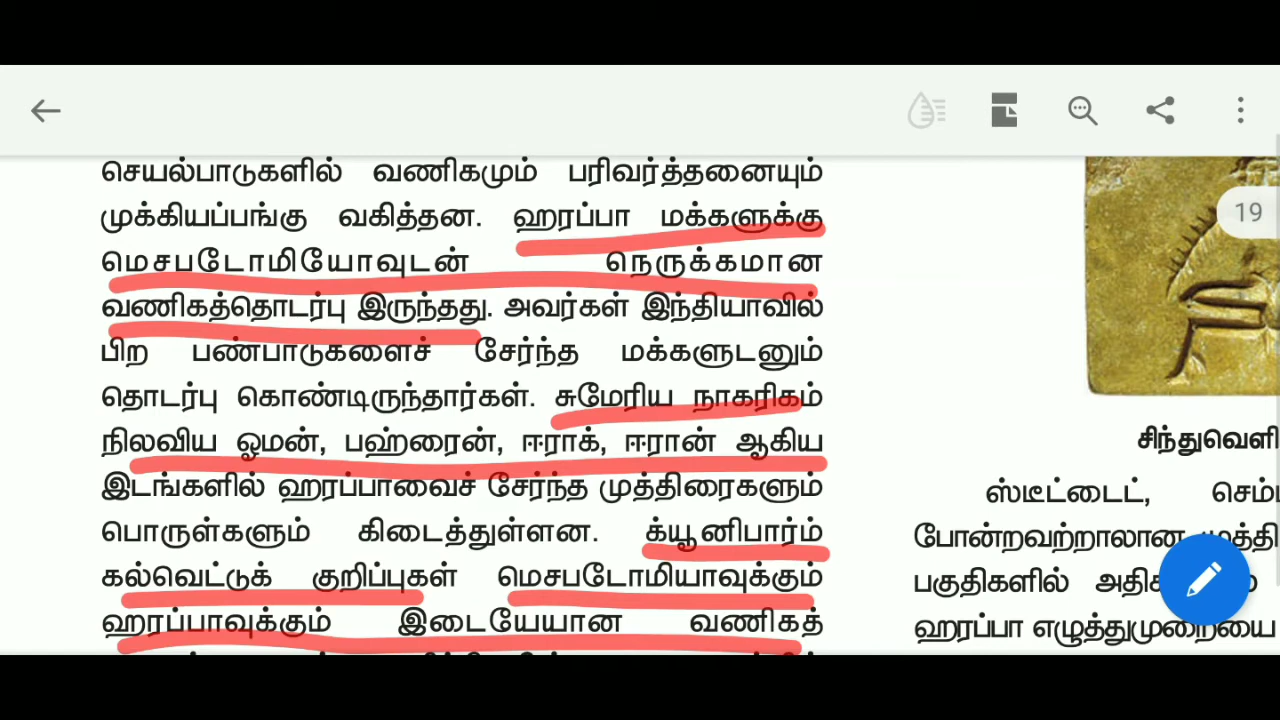 செயல்பாடுகளில் வணிகமும் பரிவர்த்தனையும்
முக்கியப்பங்கு வகித்தன. ஹரப்பா மக்களுக்கு
மெசபடோமியோவுடன் நெருக்கமான
வணிகத்தொடர்பு இருந்தது. அவர்கள் இந்தியாவில்
பிற பண்பாடுகளைச் சேர்ந்த மக்களுடனும்
தொடர்பு கொண்டிருந்தார்கள். சுமேரிய நாகரிகம்
நிலவிய ஓமன், பஹ்ரைன், ஈராக், ஈரான் ஆகிய
இடங்களில் ஹரப்பாவைச் சேர்ந்த முத்திரைகளும்
பொருள்களும் கிடைத்துள்ளன. க்யூனிபார்ம்
கல்வெட்டுக் குறிப்புகள் மெசபடோமியாவுக்கும்
ஹரப்பாவுக்கும் இடையேயான வணிகத்
19
சிந்துவெளி
ஸ்டீட்டைட்,
போன்றவற்றாலான
பகுதிகளில்
ஹரப்பா எழுத்துமுறையை